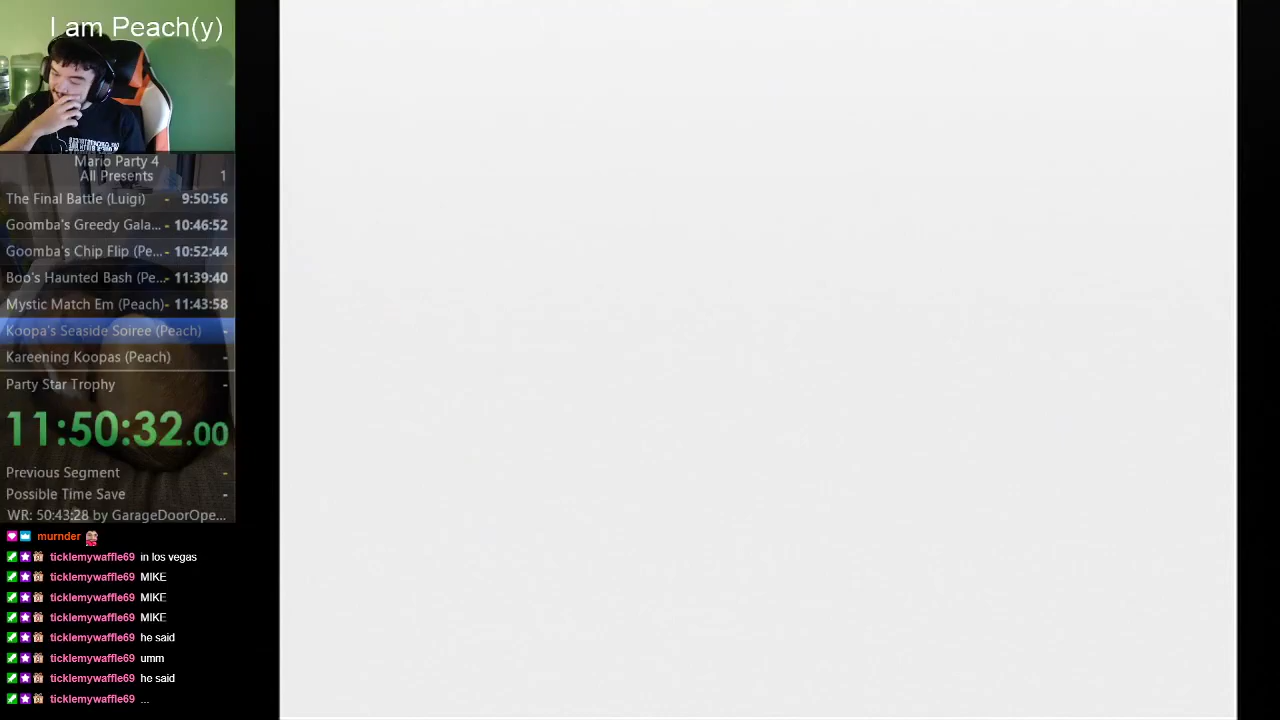 I am Peach(y)
Mario Party 4
All Presents 1
The Final Battle (Luigi) - 9:50:56
Goomba's Greedy Gala... - 10:46:52
Goomba's Chip Flip (Pe... - 10:52:44
Boo's Haunted Bash (Pe... - 11:39:40
Mystic Match Em (Peach) - 11:43:58
Koopa's Seaside Soiree (Peach) -
Kareening Koopas (Peach) -
Party Star Trophy -
11:50:32.00
Previous Segment -
Possible Time Save -
WR: 50:43:28 by GarageDoorOpe...
murnder
ticklemywaffle69 in los vegas
ticklemywaffle69 MIKE
ticklemywaffle69 MIKE
ticklemywaffle69 MIKE
ticklemywaffle69 he said
ticklemywaffle69 umm
ticklemywaffle69 he said
ticklemywaffle69 ...